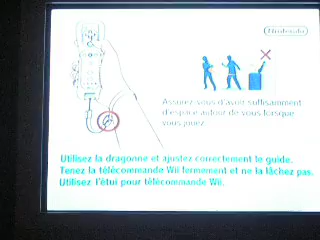 Nintendo
Assurez-vous d'avoir suffisamment
d'espace autour de vous lorsque
vous jouez.
Utilisez la dragonne et ajustez correctement le guide.
Tenez la télécommande Wii fermement et ne la lâchez pas.
Utilisez l'étui pour télécommande Wii.